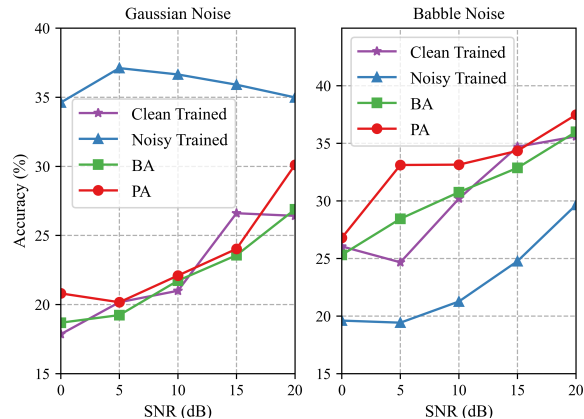 Gaussian Noise
40
35
30
25
20
15
0
5
10
15
20
Accuracy (%)
SNR (dB)
Clean Trained
Noisy Trained
BA
PA
Babble Noise
40
35
30
25
20
15
0
5
10
15
20
SNR (dB)
Clean Trained
Noisy Trained
BA
PA